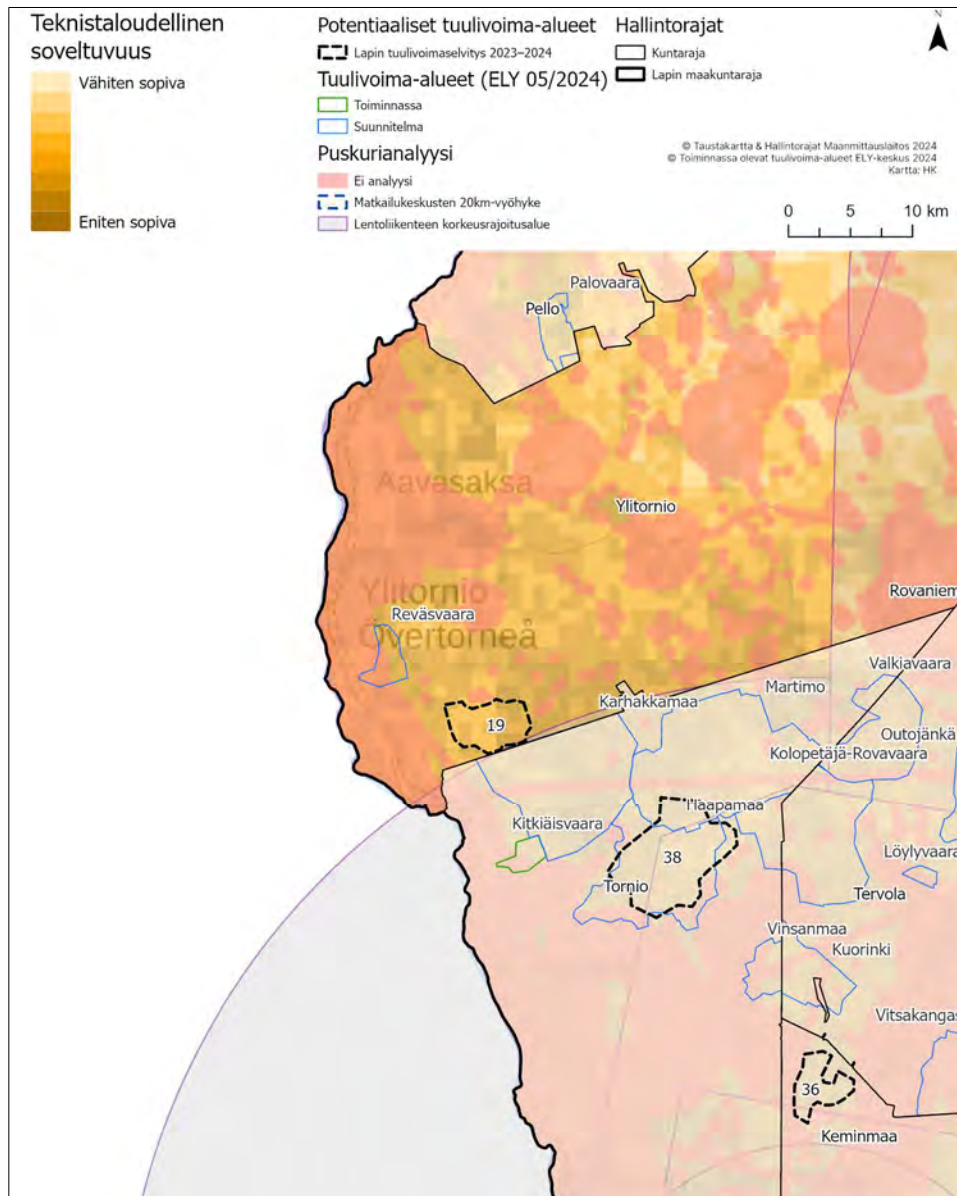 Teknistaloudellinen
soveltuvuus
Vähiten sopiva
Eniten sopiva
Potentiaaliset tuulivoima-alueet
Lapin tuulivoimaselvitys 2023–2024
Tuulivoima-alueet (ELY 05/2024)
Toiminnassa
Suunnitelma
Puskurianalyysi
Ei analyysi
Matkailukeskusten 20km-vyöhyke
Lentoliikenteen korkeusrajoitusalue
Hallintorajat
Kuntaraja
Lapin maakuntaraja
N
© Taustakartta & Hallintorajat Maanmittauslaitos 2024
© Toiminnassa olevat tuulivoima-alueet ELY-keskus 2024
Kartta: HK
0 5 10 km
Palovaara
Pello
Aavasaksa
Ylitornio
Ylitornio
Övertorneå
Reväsvaara
Rovaniem
Valkiavaara
Martimo
Karhakkamaa
19
Outojänkä
Kolopetäjä-Rovavaara
Kitkiäisvaara
38
Löylyvaara
Tornio
Tervola
Vinsanmaa
Kuorinki
Vitsakangas
36
Keminmaa